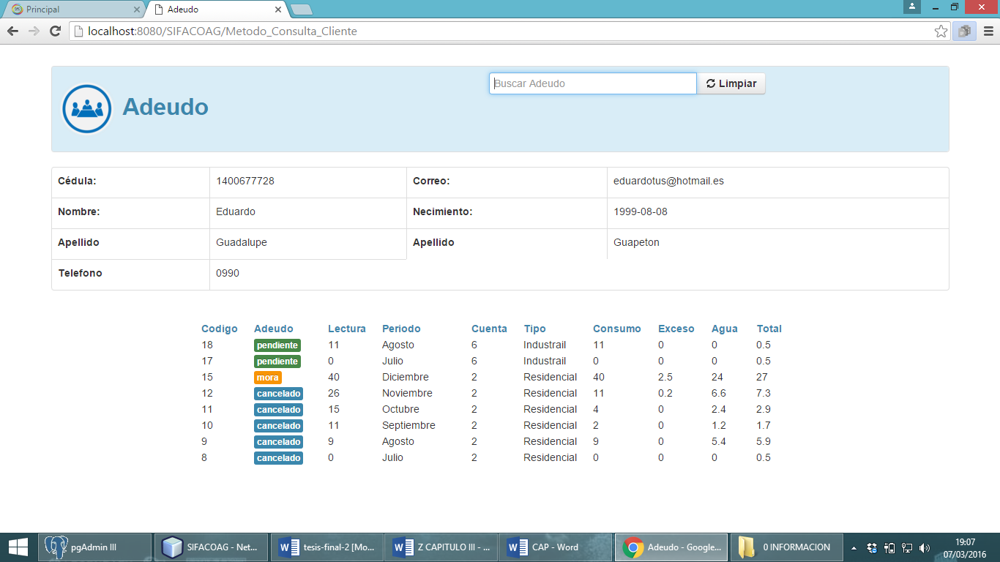 Principal
Adeudo
localhost:8080/SIFACOAG/Metodo_Consulta_Cliente
Buscar Adeudo Limpiar
Adeudo
Cédula: 1400677728 Correo: eduardotus@hotmail.es
Nombre: Eduardo Necimiento: 1999-08-08
Apellido Guadalupe Apellido Guapeton
Telefono 0990
Codigo Adeudo Lectura Periodo Cuenta Tipo Consumo Exceso Agua Total
18 pendiente 11 Agosto 6 Industrail 11 0 0 0.5
17 pendiente 0 Julio 6 Industrail 0 0 0 0.5
15 mora 40 Diciembre 2 Residencial 40 2.5 24 27
12 cancelado 26 Noviembre 2 Residencial 11 0.2 6.6 7.3
11 cancelado 15 Octubre 2 Residencial 4 0 2.4 2.9
10 cancelado 11 Septiembre 2 Residencial 2 0 1.2 1.7
9 cancelado 9 Agosto 2 Residencial 9 0 5.4 5.9
8 cancelado 0 Julio 2 Residencial 0 0 0 0.5
pgAdmin III
SIFACOAG - Net...
tesis-final-2 [Mo...
Z CAPITULO III - ...
CAP - Word
Adeudo - Google...
0 INFORMACION
19:07
07/03/2016